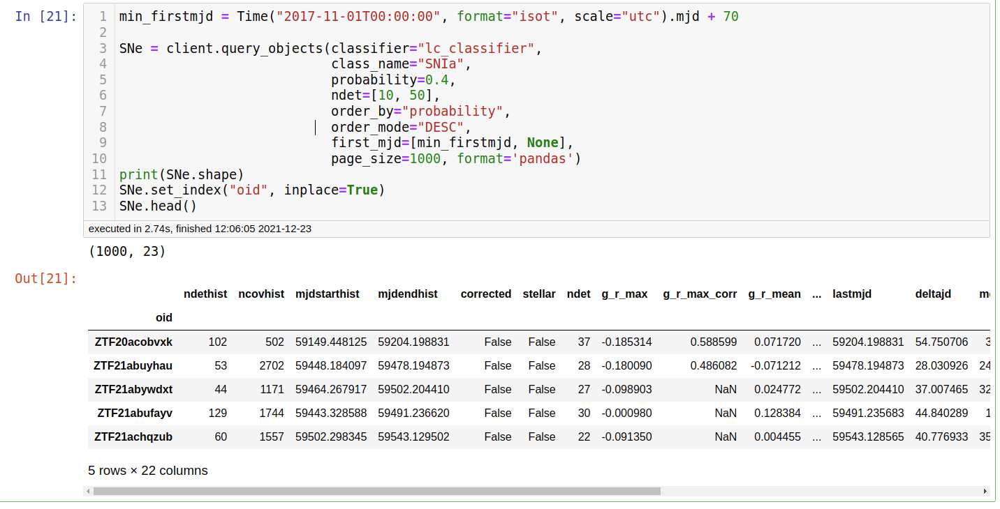 In [21]:
1 min_firstmjd = Time("2017-11-01T00:00:00", format="isot", scale="utc").mjd + 70
2
3 SNe = client.query_objects(classifier="lc_classifier",
4                            class_name="SNIa",
5                            probability=0.4,
6                            ndet=[10, 50],
7                            order_by="probability",
8                            order_mode="DESC",
9                            first_mjd=[min_firstmjd, None],
10                            page_size=1000, format='pandas')
11 print(SNe.shape)
12 SNe.set_index("oid", inplace=True)
13 SNe.head()
executed in 2.74s, finished 12:06:05 2021-12-23
(1000, 23)
Out[21]:
ndethist ncovhist mjdstarthist mjdendhist corrected stellar ndet g_r_max g_r_max_corr g_r_mean ... lastmjd deltajd
oid
ZTF20acobvxk 102 502 59149.448125 59204.198831 False False 37 -0.185314 0.588599 0.071720 ... 59204.198831 54.750706 3
ZTF21abuyhau 53 2702 59448.184097 59478.194873 False False 28 -0.180090 0.486082 -0.071212 ... 59478.194873 28.030926 24
ZTF21abywdxt 44 1171 59464.267917 59502.204410 False False 27 -0.098903 NaN 0.024772 ... 59502.204410 37.007465 32
ZTF21abufayv 129 1744 59443.328588 59491.236620 False False 30 -0.000980 NaN 0.128384 ... 59491.235683 44.840289 1
ZTF21achqzub 60 1557 59502.298345 59543.129502 False False 22 -0.091350 NaN 0.004455 ... 59543.128565 40.776933 35
5 rows × 22 columns